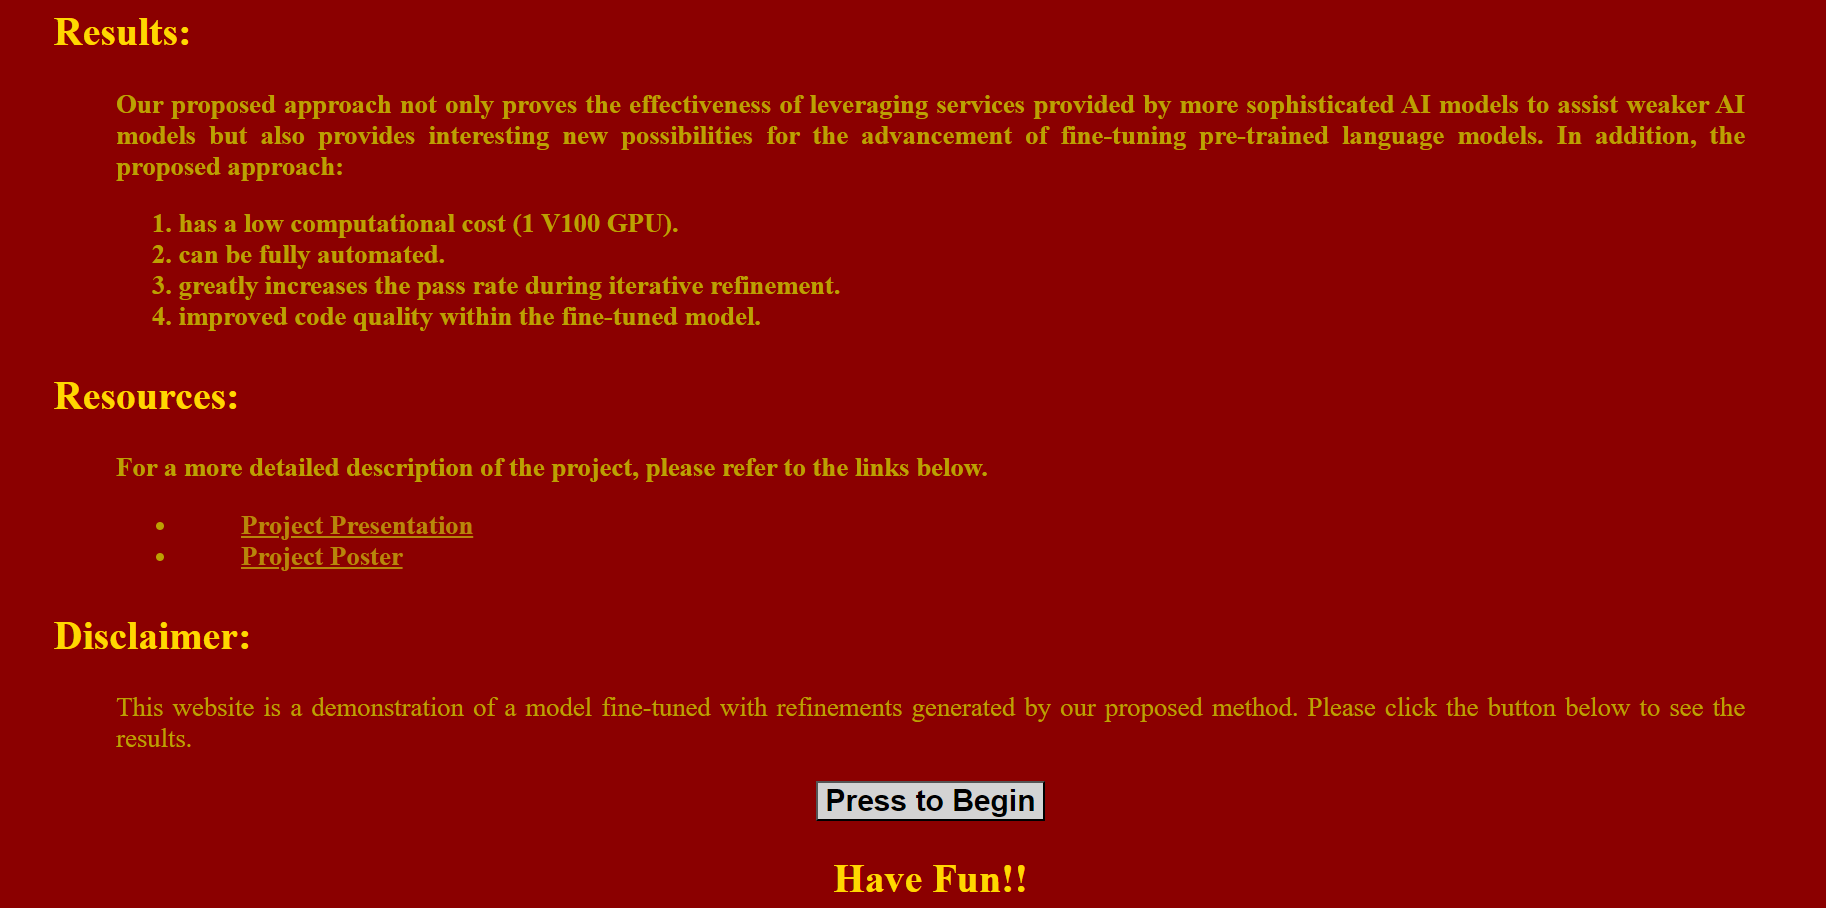 Results:
Our proposed approach not only proves the effectiveness of leveraging services provided by more sophisticated AI models to assist weaker AI
models but also provides interesting new possibilities for the advancement of fine-tuning pre-trained language models. In addition, the
proposed approach:
1. has a low computational cost (1 V100 GPU).
2. can be fully automated.
3. greatly increases the pass rate during iterative refinement.
4. improved code quality within the fine-tuned model.
Resources:
For a more detailed description of the project, please refer to the links below.
• Project Presentation
• Project Poster
Disclaimer:
This website is a demonstration of a model fine-tuned with refinements generated by our proposed method. Please click the button below to see the
results.
Press to Begin
Have Fun!!